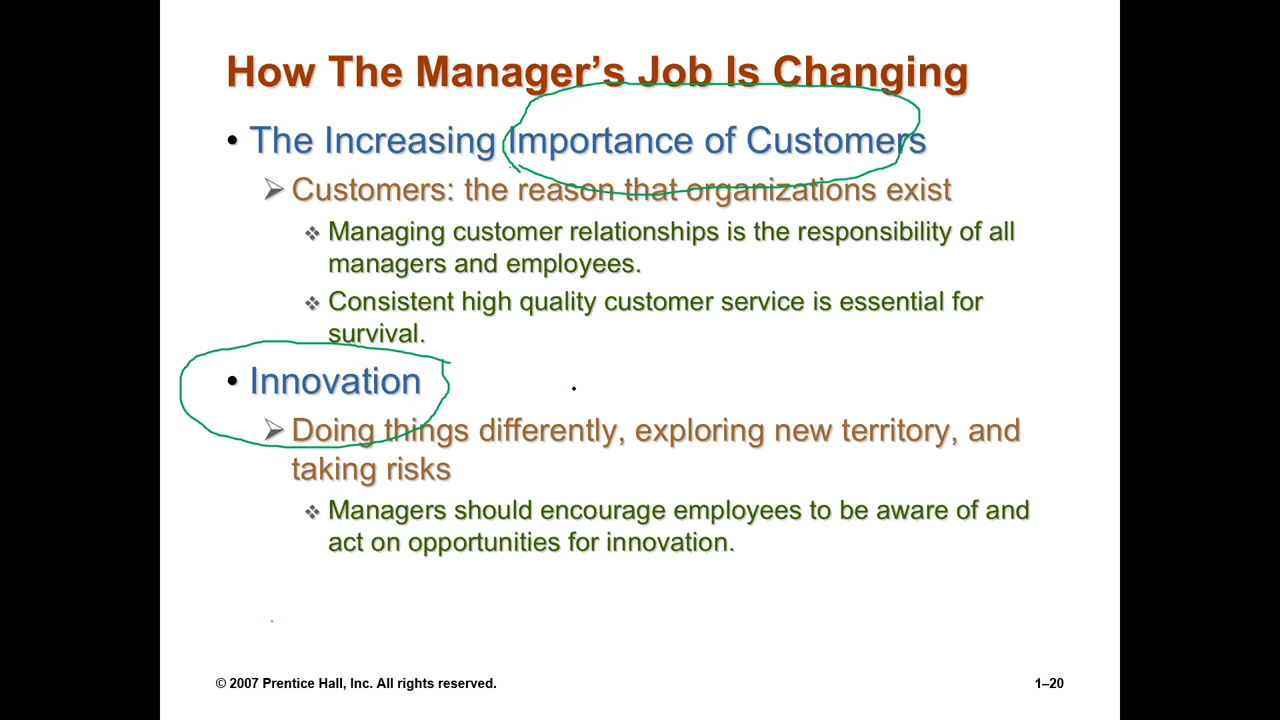 How The Manager’s Job Is Changing
• The Increasing Importance of Customers
➢ Customers: the reason that organizations exist
❖ Managing customer relationships is the responsibility of all
managers and employees.
❖ Consistent high quality customer service is essential for
survival.
• Innovation
➢ Doing things differently, exploring new territory, and
taking risks
❖ Managers should encourage employees to be aware of and
act on opportunities for innovation.
© 2007 Prentice Hall, Inc. All rights reserved.
1–20